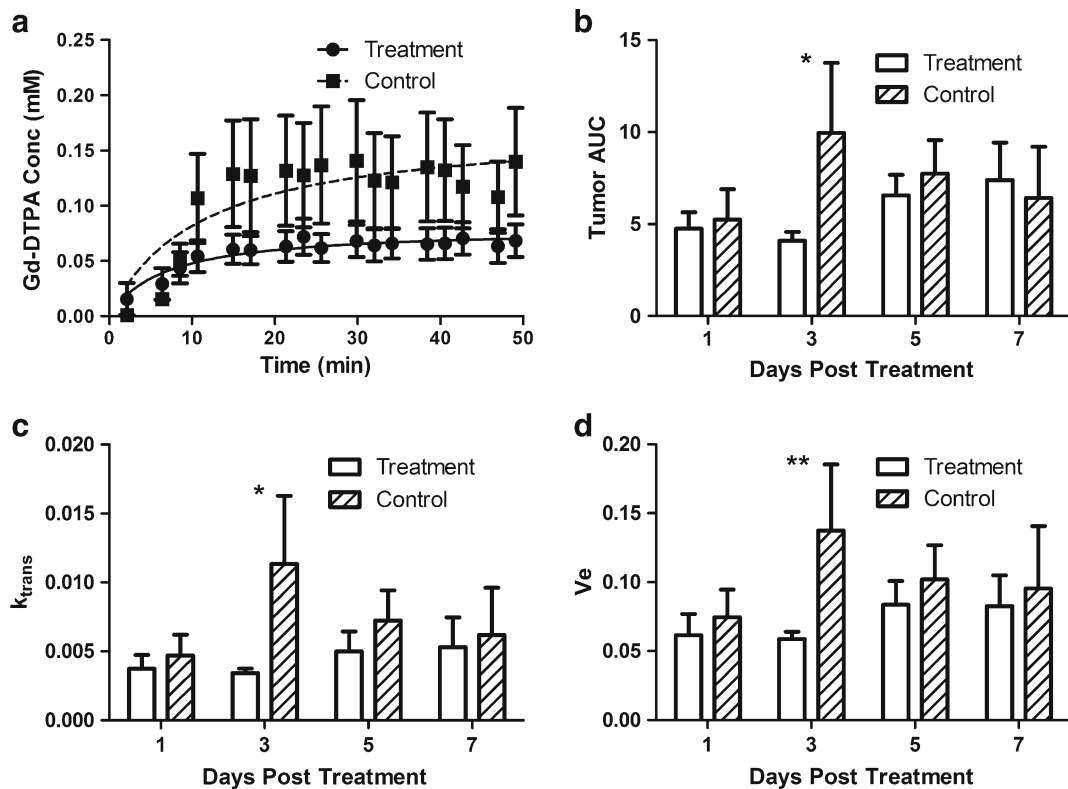 a
Gd-DTPA Conc (mM)
0.25
0.20
0.15
0.10
0.05
0.00
Treatment
Control
0 10 20 30 40 50
Time (min)
b
Tumor AUC
15
10
5
0
*
Treatment
Control
1 3 5 7
Days Post Treatment
c
ktrans
0.020
0.015
0.010
0.005
0.000
*
Treatment
Control
1 3 5 7
Days Post Treatment
d
Ve
0.20
0.15
0.10
0.05
0.00
**
Treatment
Control
1 3 5 7
Days Post Treatment